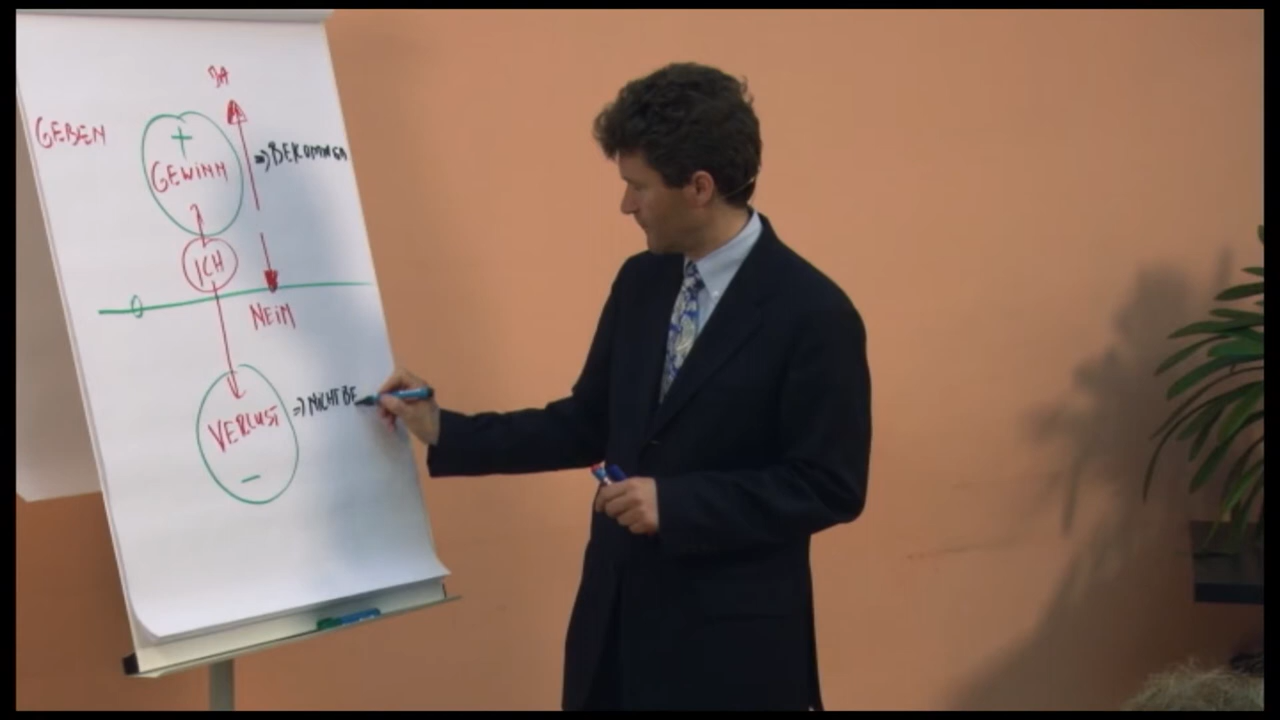 JA
GEBEN
+
GEWINN
=> BEKOMMEN
ICH
0
NEIN
VERLUST
=> NICHT BE
-